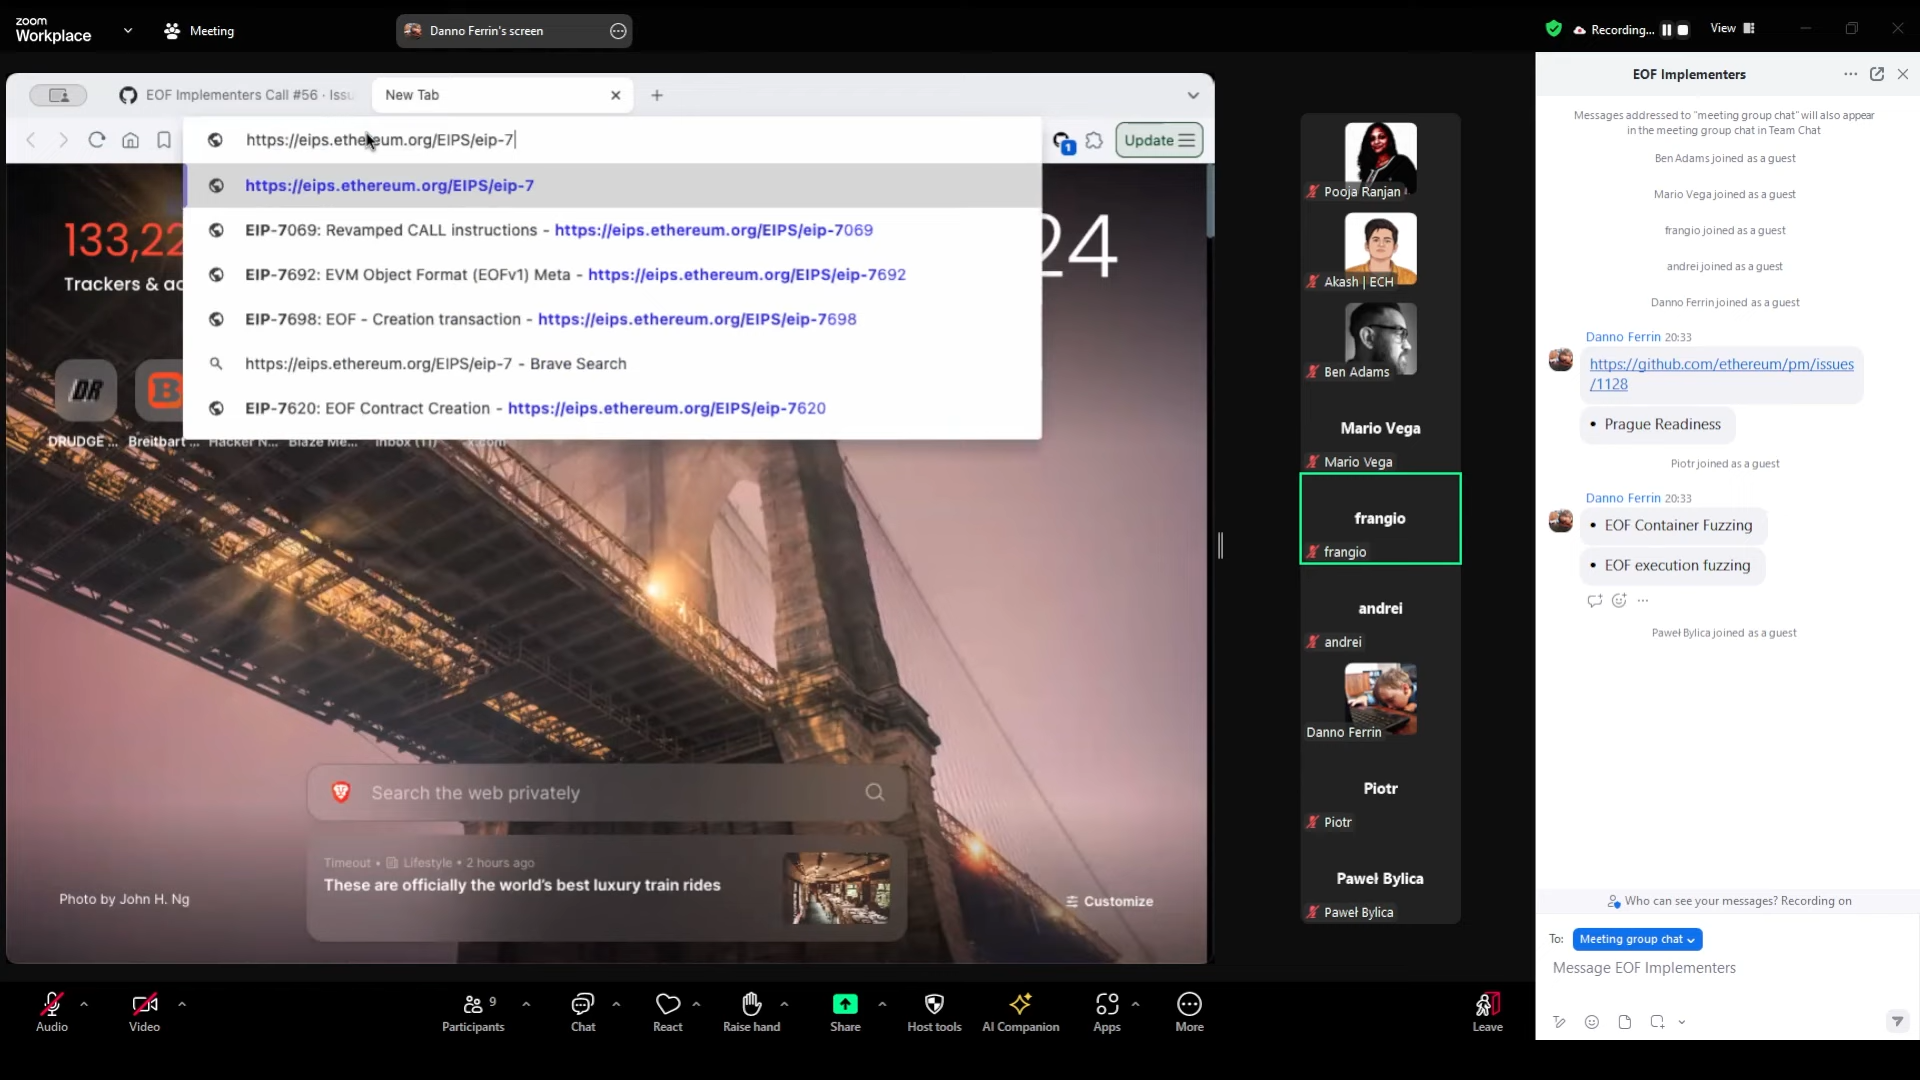 zoom
Workplace
Meeting
Danno Ferrin's screen
Recording...
View
EOF Implementers Call #56 · Issu
New Tab
https://eips.ethereum.org/EIPS/eip-7
1
Update
https://eips.ethereum.org/EIPS/eip-7
EIP-7069: Revamped CALL instructions - https://eips.ethereum.org/EIPS/eip-7069
EIP-7692: EVM Object Format (EOFv1) Meta - https://eips.ethereum.org/EIPS/eip-7692
EIP-7698: EOF - Creation transaction - https://eips.ethereum.org/EIPS/eip-7698
https://eips.ethereum.org/EIPS/eip-7 - Brave Search
EIP-7620: EOF Contract Creation - https://eips.ethereum.org/EIPS/eip-7620
133,22
Trackers & ad
24
DR
B
DRUDGE ...
Breitbart ...
Hacker N...
Blaze Me...
Inbox (11)
x.com
Search the web privately
Timeout • Lifestyle • 2 hours ago
These are officially the world's best luxury train rides
Photo by John H. Ng
Customize
Pooja Ranjan
Akash | ECH
Ben Adams
Mario Vega
Mario Vega
frangio
frangio
andrei
andrei
Danno Ferrin
Piotr
Piotr
Paweł Bylica
Paweł Bylica
EOF Implementers
Messages addressed to "meeting group chat" will also appear
in the meeting group chat in Team Chat
Ben Adams joined as a guest
Mario Vega joined as a guest
frangio joined as a guest
andrei joined as a guest
Danno Ferrin joined as a guest
Danno Ferrin 20:33
https://github.com/ethereum/pm/issues
/1128
• Prague Readiness
Piotr joined as a guest
Danno Ferrin 20:33
• EOF Container Fuzzing
• EOF execution fuzzing
Paweł Bylica joined as a guest
Who can see your messages? Recording on
To: Meeting group chat
Message EOF Implementers
Audio
Video
9
Participants
Chat
React
Raise hand
Share
Host tools
AI Companion
Apps
More
Leave